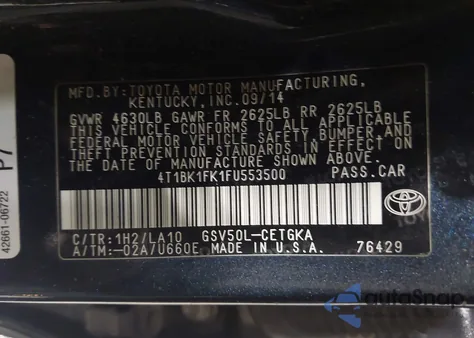 MFD.BY:TOYOTA MOTOR MANUFACTURING,
KENTUCKY,INC.09/14
GVWR 4630LB GAWR FR 2625LB RR 2625LB
THIS VEHICLE CONFORMS TO ALL APPLICABLE
FEDERAL MOTOR VEHICLE SAFETY,BUMPER,AND
THEFT PREVENTION STANDARDS IN EFFECT ON
THE DATE OF MANUFACTURE SHOWN ABOVE.
4T1BK1FK1FU553500 PASS.CAR
C/TR:1H2/LA10 GSV50L-CETGKA
A/TM:-02A/U660E MADE IN U.S.A. 76429
TOYOTA
42661-06722
P7
autoSnap